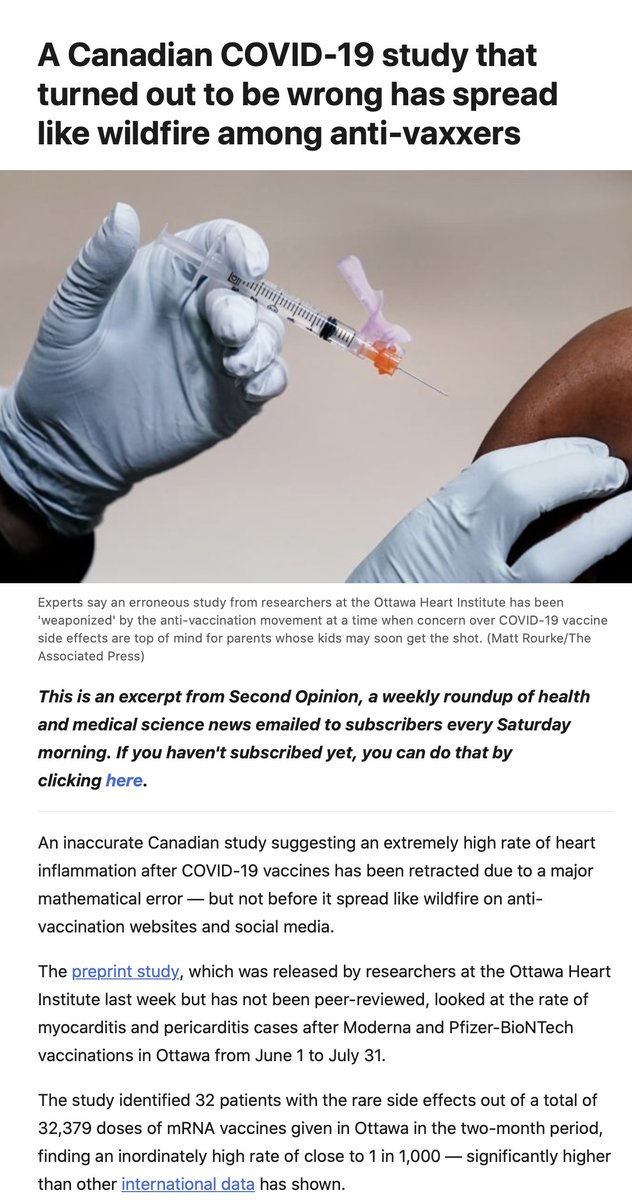 A Canadian COVID-19 study that
turned out to be wrong has spread
like wildfire among anti-vaxxers
Experts say an erroneous study from researchers at the Ottawa Heart Institute has been
'weaponized' by the anti-vaccination movement at a time when concern over COVID-19 vaccine
side effects are top of mind for parents whose kids may soon get the shot. (Matt Rourke/The
Associated Press)
This is an excerpt from Second Opinion, a weekly roundup of health
and medical science news emailed to subscribers every Saturday
morning. If you haven't subscribed yet, you can do that by
clicking here.
An inaccurate Canadian study suggesting an extremely high rate of heart
inflammation after COVID-19 vaccines has been retracted due to a major
mathematical error — but not before it spread like wildfire on anti-
vaccination websites and social media.
The preprint study, which was released by researchers at the Ottawa Heart
Institute last week but has not been peer-reviewed, looked at the rate of
myocarditis and pericarditis cases after Moderna and Pfizer-BioNTech
vaccinations in Ottawa from June 1 to July 31.
The study identified 32 patients with the rare side effects out of a total of
32,379 doses of mRNA vaccines given in Ottawa in the two-month period,
finding an inordinately high rate of close to 1 in 1,000 — significantly higher
than other international data has shown.